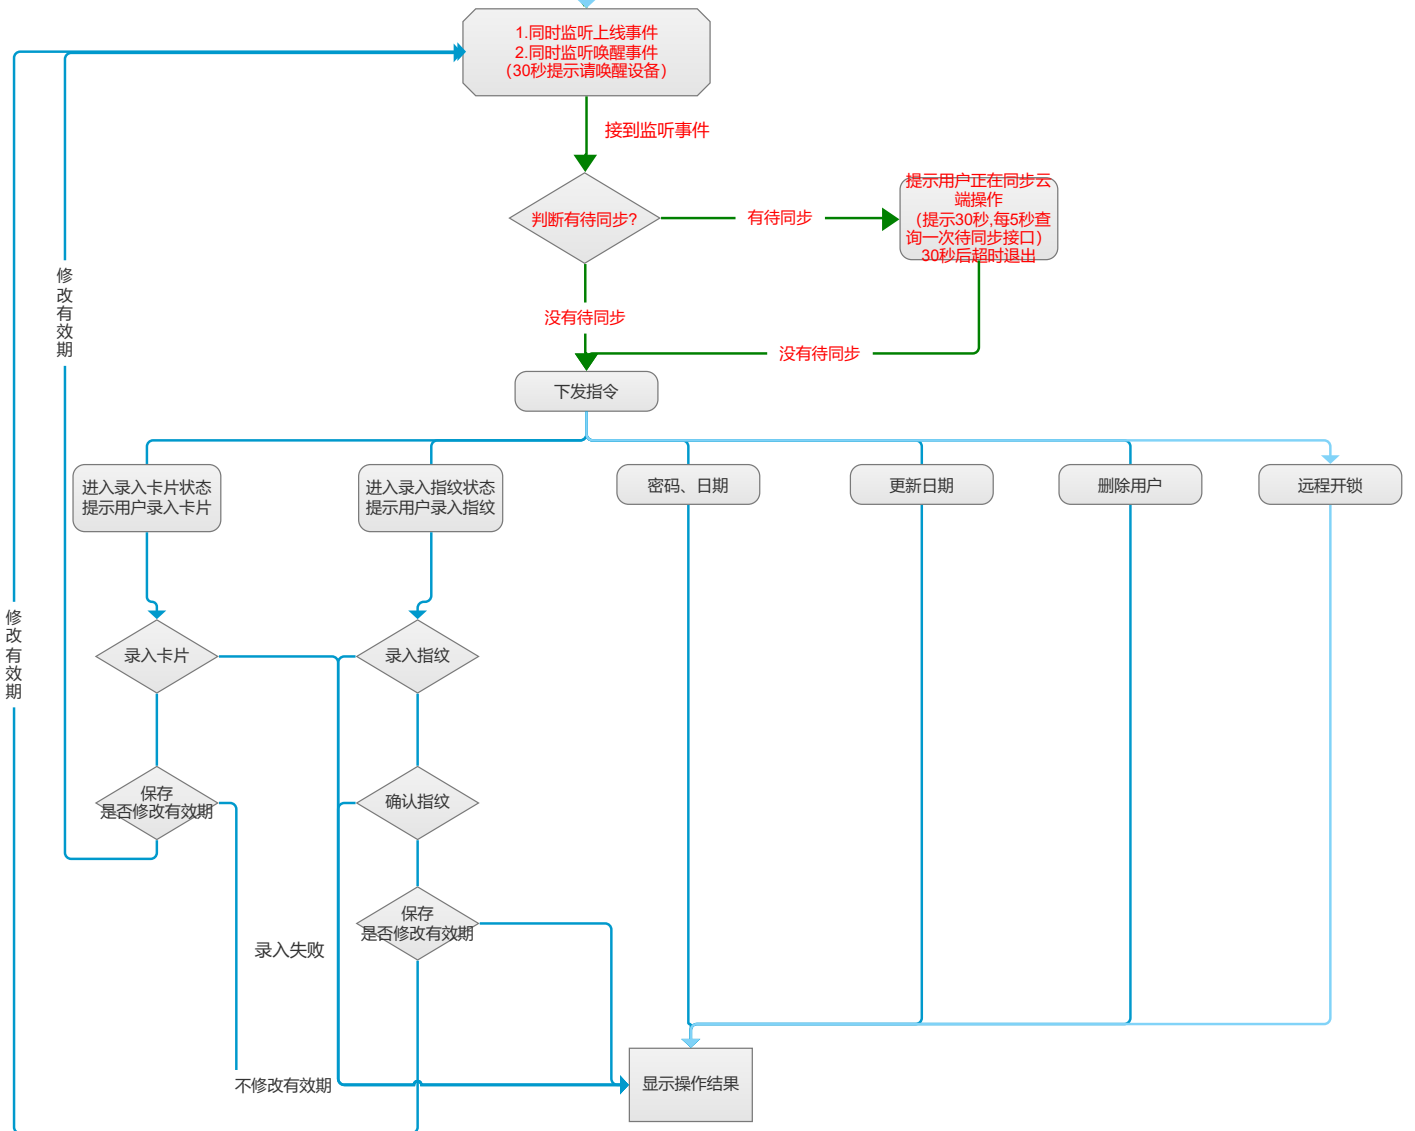 1.同时监听上线事件
2.同时监听唤醒事件
（30秒提示请唤醒设备）
接到监听事件
判断有待同步?
有待同步
提示用户正在同步云
端操作
（提示30秒,每5秒查
询一次待同步接口）
30秒后超时退出
没有待同步
没有待同步
修改有效期
下发指令
进入录入卡片状态
提示用户录入卡片
进入录入指纹状态
提示用户录入指纹
密码、日期
更新日期
删除用户
远程开锁
修改有效期
录入卡片
录入指纹
保存
是否修改有效期
确认指纹
保存
是否修改有效期
录入失败
不修改有效期
显示操作结果